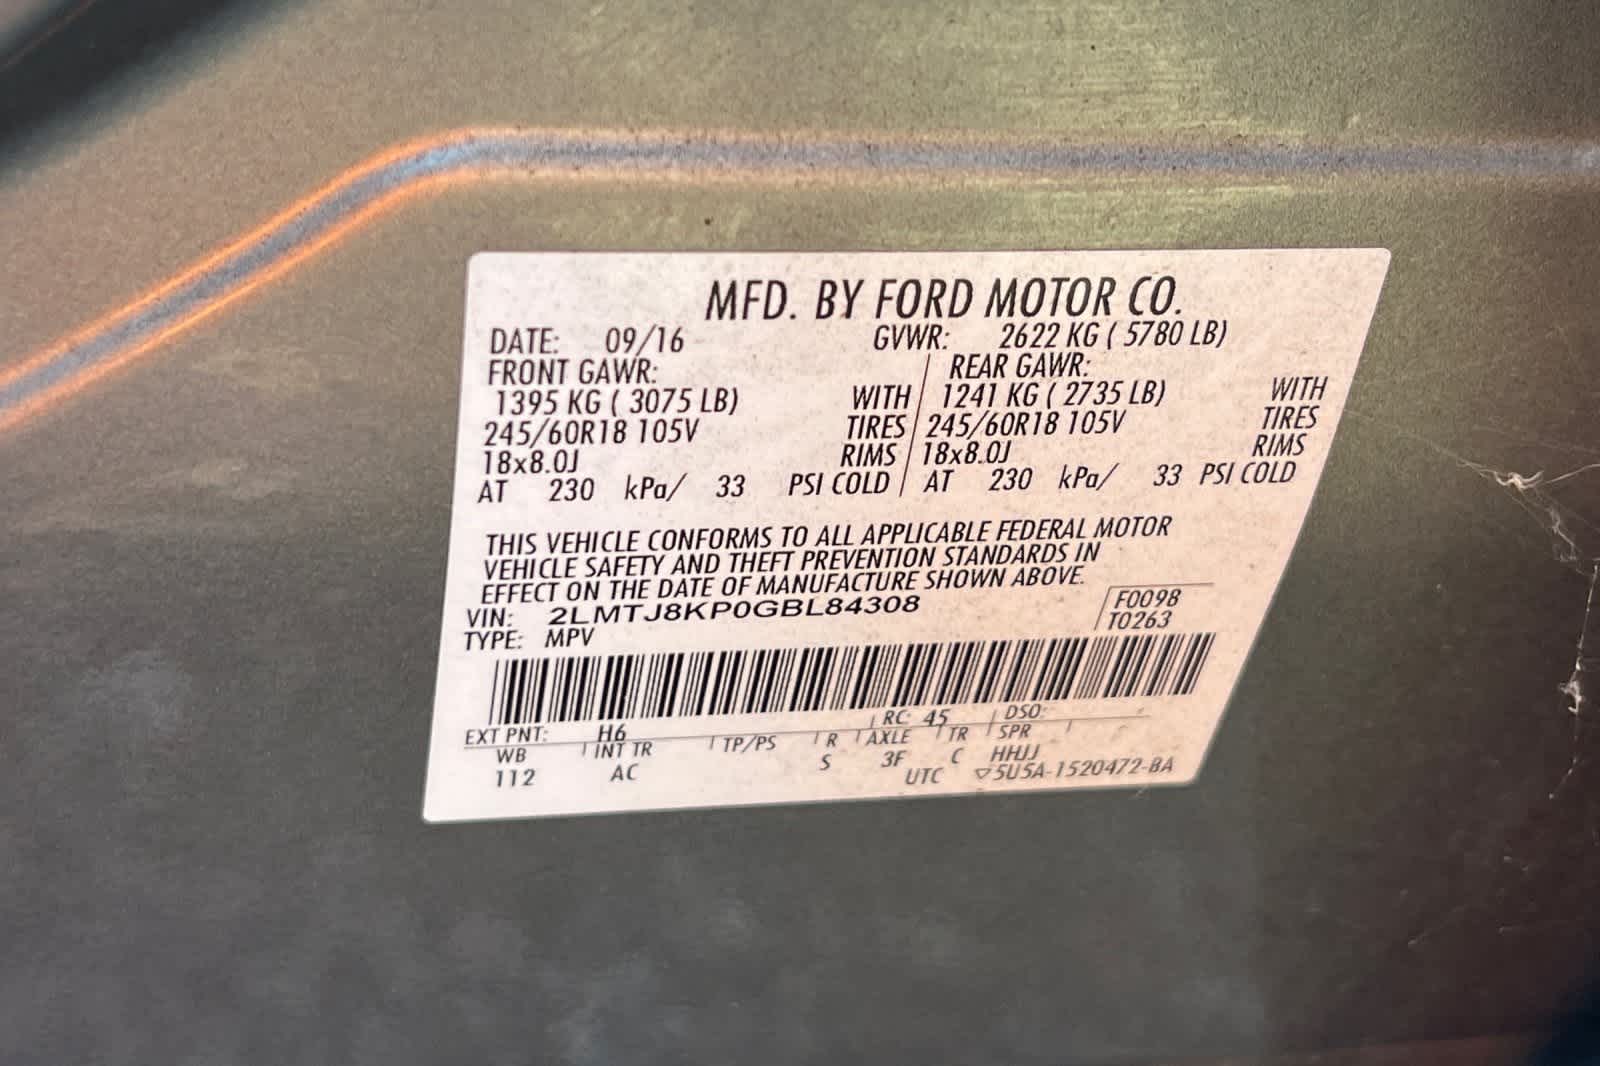 MFD. BY FORD MOTOR CO.
DATE: 09/16 GVWR: 2622 KG ( 5780 LB)
FRONT GAWR: REAR GAWR:
1395 KG ( 3075 LB) WITH 1241 KG ( 2735 LB) WITH
245/60R18 105V TIRES 245/60R18 105V TIRES
18x8.0J RIMS 18x8.0J RIMS
AT 230 kPa/ 33 PSI COLD AT 230 kPa/ 33 PSI COLD
THIS VEHICLE CONFORMS TO ALL APPLICABLE FEDERAL MOTOR
VEHICLE SAFETY AND THEFT PREVENTION STANDARDS IN
EFFECT ON THE DATE OF MANUFACTURE SHOWN ABOVE.
VIN: 2LMTJ8KP0GBL84308 F0098
TYPE: MPV T0263
EXT PNT: H6 RC: 45 DSO:
WB INT TR TP/PS R AXLE TR SPR
112 AC S 3F C HHJJ
UTC ▽5U5A-1520472-BA